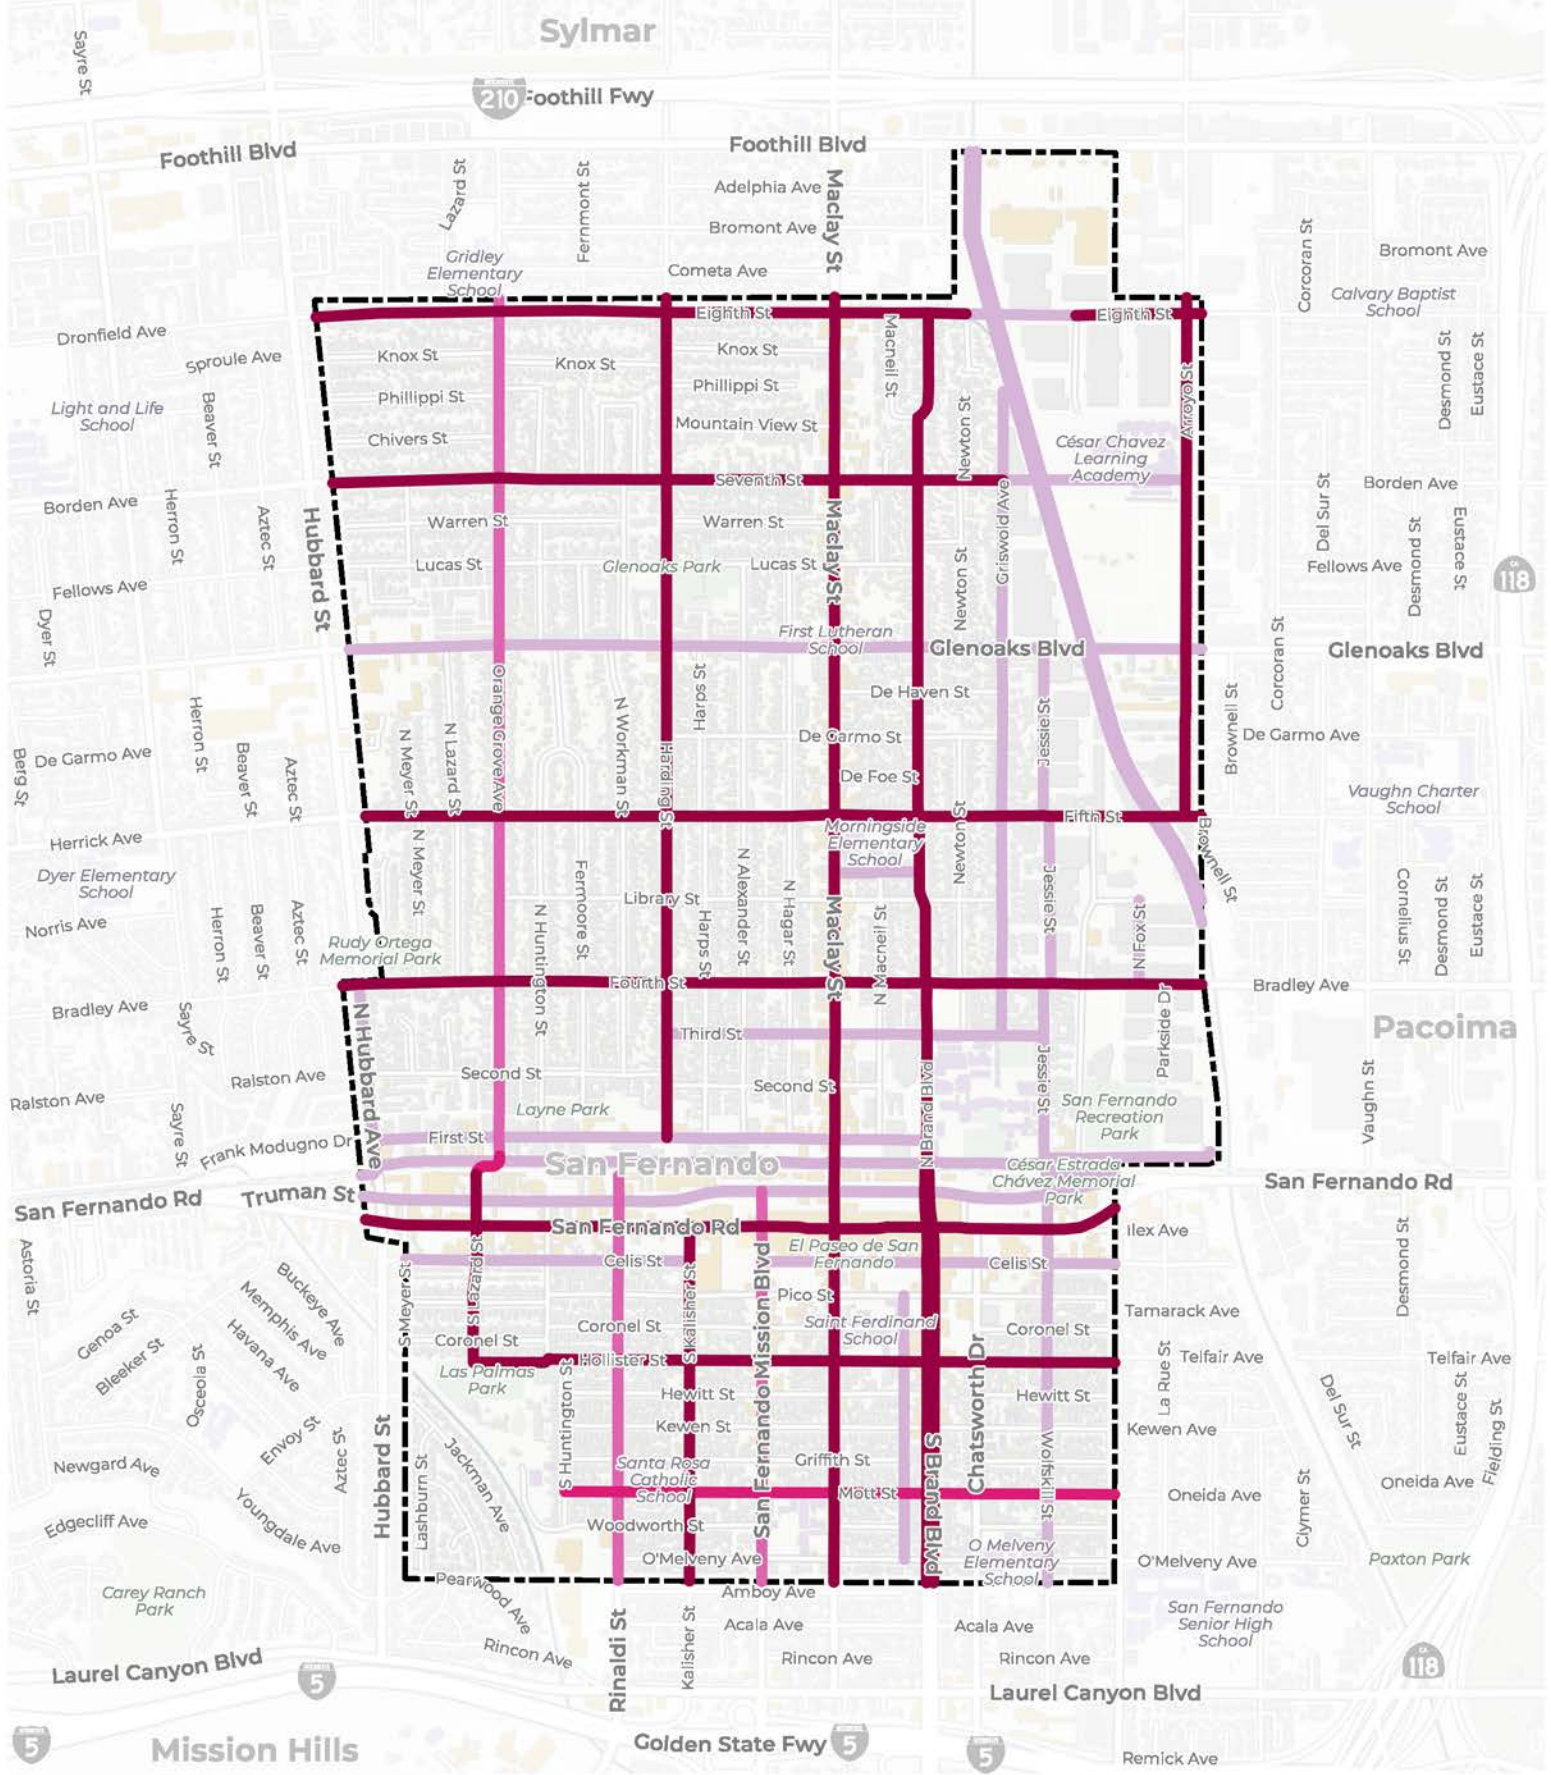 Sylmar
Sayre St
210
Foothill Fwy
Foothill Blvd
Foothill Blvd
Lazard St
Fernmont St
Adelphia Ave
Maclay St
Bromont Ave
Cometa Ave
Gridley
Elementary
School
Corcoran St
Bromont Ave
Calvary Baptist
School
Dronfield Ave
Sproule Ave
Eighth St
Eighth St
Knox St
Knox St
Knox St
Macneil St
Phillippi St
Phillippi St
Chivers St
Mountain View St
Newton St
Arroyo St
Desmond St
Eustace St
Light and Life
School
Beaver St
César Chavez
Learning
Academy
Seventh St
Borden Ave
Herron St
Aztec St
Hubbard St
Warren St
Warren St
Maclay St
Griswold Ave
Lucas St
Glenoaks Park
Lucas St
Newton St
Del Sur St
Borden Ave
Desmond St
Eustace St
Fellows Ave
118
Fellows Ave
Dyer St
First Lutheran
School
Glenoaks Blvd
Glenoaks Blvd
Corcoran St
Orange Grove Ave
Harps St
De Haven St
Herron St
N Meyer St
N Lazard St
N Workman St
Harding St
De Garmo St
Jessie St
Brownell St
De Garmo Ave
De Garmo Ave
Berg St
Beaver St
Aztec St
De Foe St
Vaughn Charter
School
Fifth St
Herrick Ave
N Meyer St
Morningside
Elementary
School
Newton St
Brownell St
Dyer Elementary
School
Fermoore St
N Alexander St
N Hagar St
Jessie St
Library St
Cornelius St
Desmond St
Eustace St
Norris Ave
Herron St
Beaver St
Aztec St
N Huntington St
Harps St
Maclay St
N Macneil St
N Fox St
Rudy Ortega
Memorial Park
Fourth St
Bradley Ave
Bradley Ave
Sayre St
N Hubbard Ave
Third St
Parkside Dr
Pacoima
Ralston Ave
Ralston Ave
Second St
Second St
Layne Park
N Brand Blvd
Jessie St
San Fernando
Recreation
Park
Vaughn St
Sayre St
Frank Modugno Dr
First St
San Fernando
César Estrada
Chávez Memorial
Park
San Fernando Rd
Truman St
San Fernando Rd
San Fernando Rd
Ilex Ave
Astoria St
S Meyer St
S Lazard St
Celis St
S Kalisher St
El Paseo de San
Fernando
Celis St
Desmond St
Buckeye Ave
Memphis Ave
Havana Ave
Genoa St
Bleeker St
Osceola St
Envoy St
Aztec St
Pico St
Tamarack Ave
Coronel St
Coronel St
San Fernando Mission Blvd
Saint Ferdinand
School
Coronel St
Chatsworth Dr
Hollister St
Las Palmas
Park
La Rue St
Telfair Ave
Telfair Ave
Hewitt St
Hewitt St
Del Sur St
Eustace St
Fielding St
S Huntington St
Kewen St
Kewen Ave
Hubbard St
Lashburn St
Jackman Ave
Griffith St
S Brand Blvd
Wolfskill St
Newgard Ave
Santa Rosa
Catholic
School
Mott St
Oneida Ave
Oneida Ave
Clymer St
Edgecliff Ave
Youngdale Ave
Woodworth St
O'Melveny Ave
O Melveny
Elementary
School
O'Melveny Ave
Paxton Park
Pearwood Ave
Amboy Ave
Carey Ranch
Park
Rinaldi St
Kalisher St
Acala Ave
Acala Ave
San Fernando
Senior High
School
Rincon Ave
Rincon Ave
Rincon Ave
Laurel Canyon Blvd
5
118
Laurel Canyon Blvd
5
Mission Hills
Golden State Fwy
5
5
Remick Ave